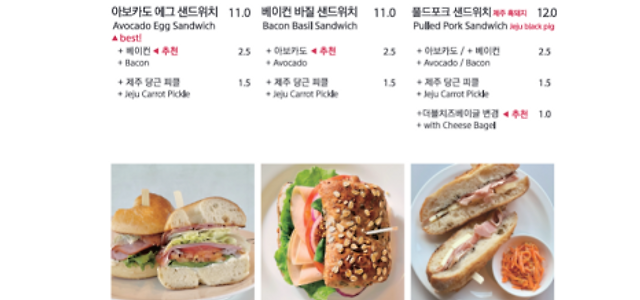 아보카도 에그 샌드위치 11.0
Avocado Egg Sandwich
▲best!
+ 베이컨 ◀ 추천 2.5
+ Bacon
+ 제주 당근 피클 1.5
+ Jeju Carrot Pickle
베이컨 바질 샌드위치 11.0
Bacon Basil Sandwich
+ 아보카도 ◀ 추천 2.5
+ Avocado
+ 제주 당근 피클 1.5
+ Jeju Carrot Pickle
풀드포크 샌드위치 제주 흑돼지 12.0
Pulled Pork Sandwich Jeju black pig
+ 아보카도 / + 베이컨 2.5
+ Avocado / Bacon
+ 제주 당근 피클 1.5
+ Jeju Carrot Pickle
+더블치즈베이글 변경 ◀ 추천 1.0
+ with Cheese Bagel